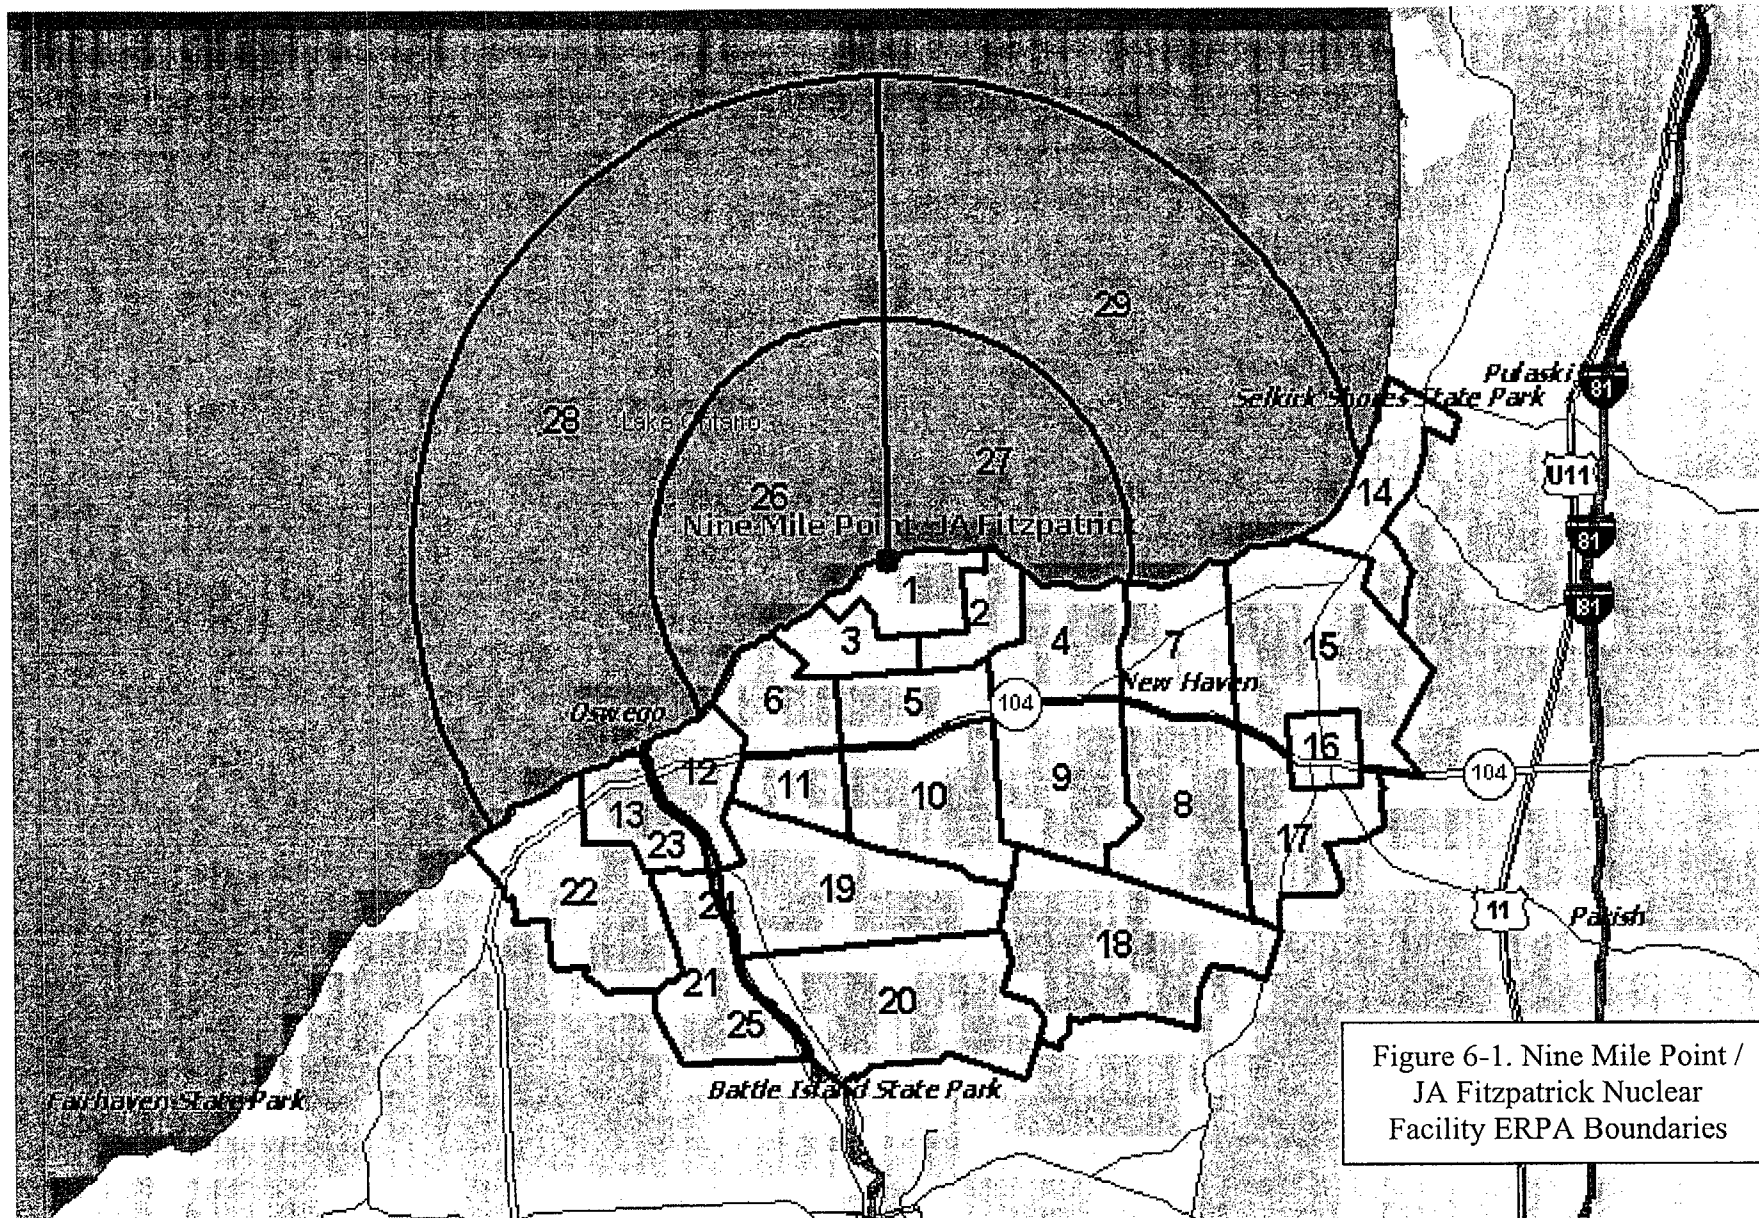 29
Pulaski
81
Selkirk Shores State Park
28
Lake Ontario
27
U11
26
14
Nine Mile Point- JA Fitzpatrick
81
1
81
2
3
4
7
15
New Haven
6
5
104
Oswego
16
12
104
11
10
9
8
13
23
17
22
19
24
11
Parish
18
21
20
25
Figure 6-1. Nine Mile Point /
JA Fitzpatrick Nuclear
Facility ERPA Boundaries
Battle Island State Park
Fairhaven State Park